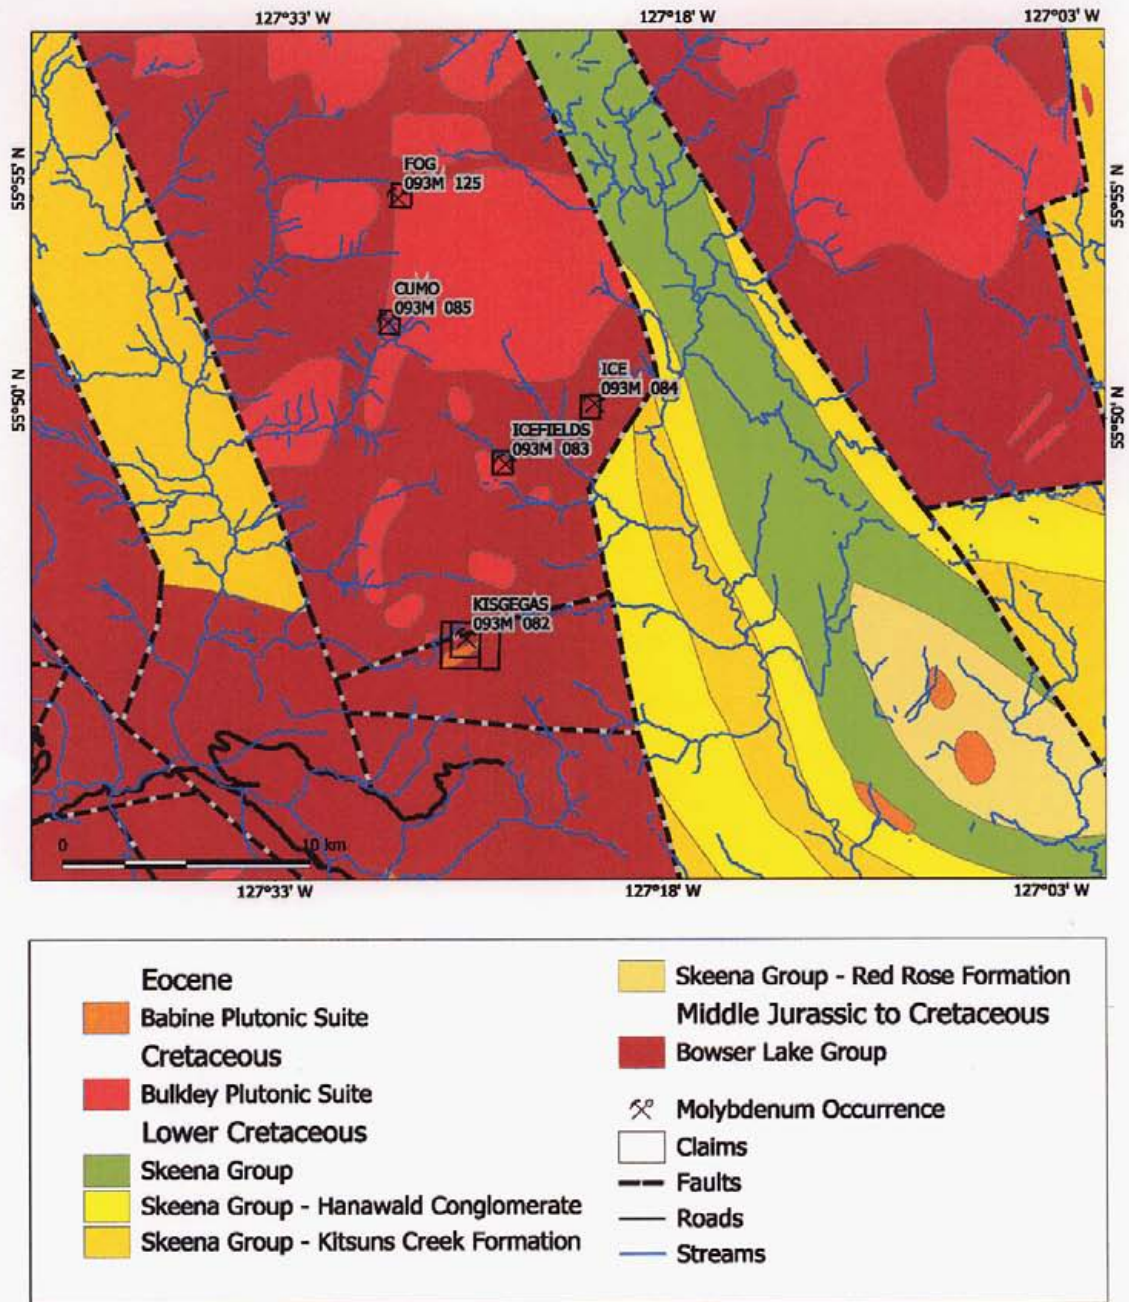 127°33' W
127°18' W
127°03' W
55°55' N
55°55' N
FOG
093M 125
CUMO
093M 085
55°50' N
55°50' N
ICE
093M 084
ICEFIELDS
093M 083
KISGEGAS
093M 082
0
10 km
127°33' W
127°18' W
127°03' W
Eocene
Babine Plutonic Suite
Cretaceous
Bulkley Plutonic Suite
Lower Cretaceous
Skeena Group
Skeena Group - Hanawald Conglomerate
Skeena Group - Kitsuns Creek Formation
Skeena Group - Red Rose Formation
Middle Jurassic to Cretaceous
Bowser Lake Group
Molybdenum Occurrence
Claims
Faults
Roads
Streams